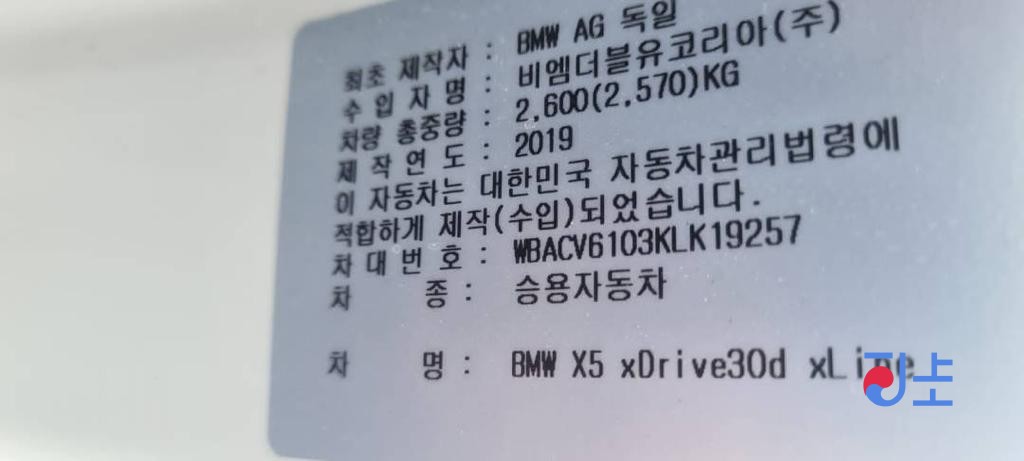 최초 제작자 : BMW AG 독일
수 입 자 명 : 비엠더블유코리아(주)
차량 총중량 : 2,600(2,570)KG
제 작 연 도 : 2019
이 자동차는 대한민국 자동차관리법령에
적합하게 제작(수입)되었습니다.
차 대 번 호 : WBACV6103KLK19257
차 종 : 승용자동차
차 명 : BMW X5 xDrive30d xLine